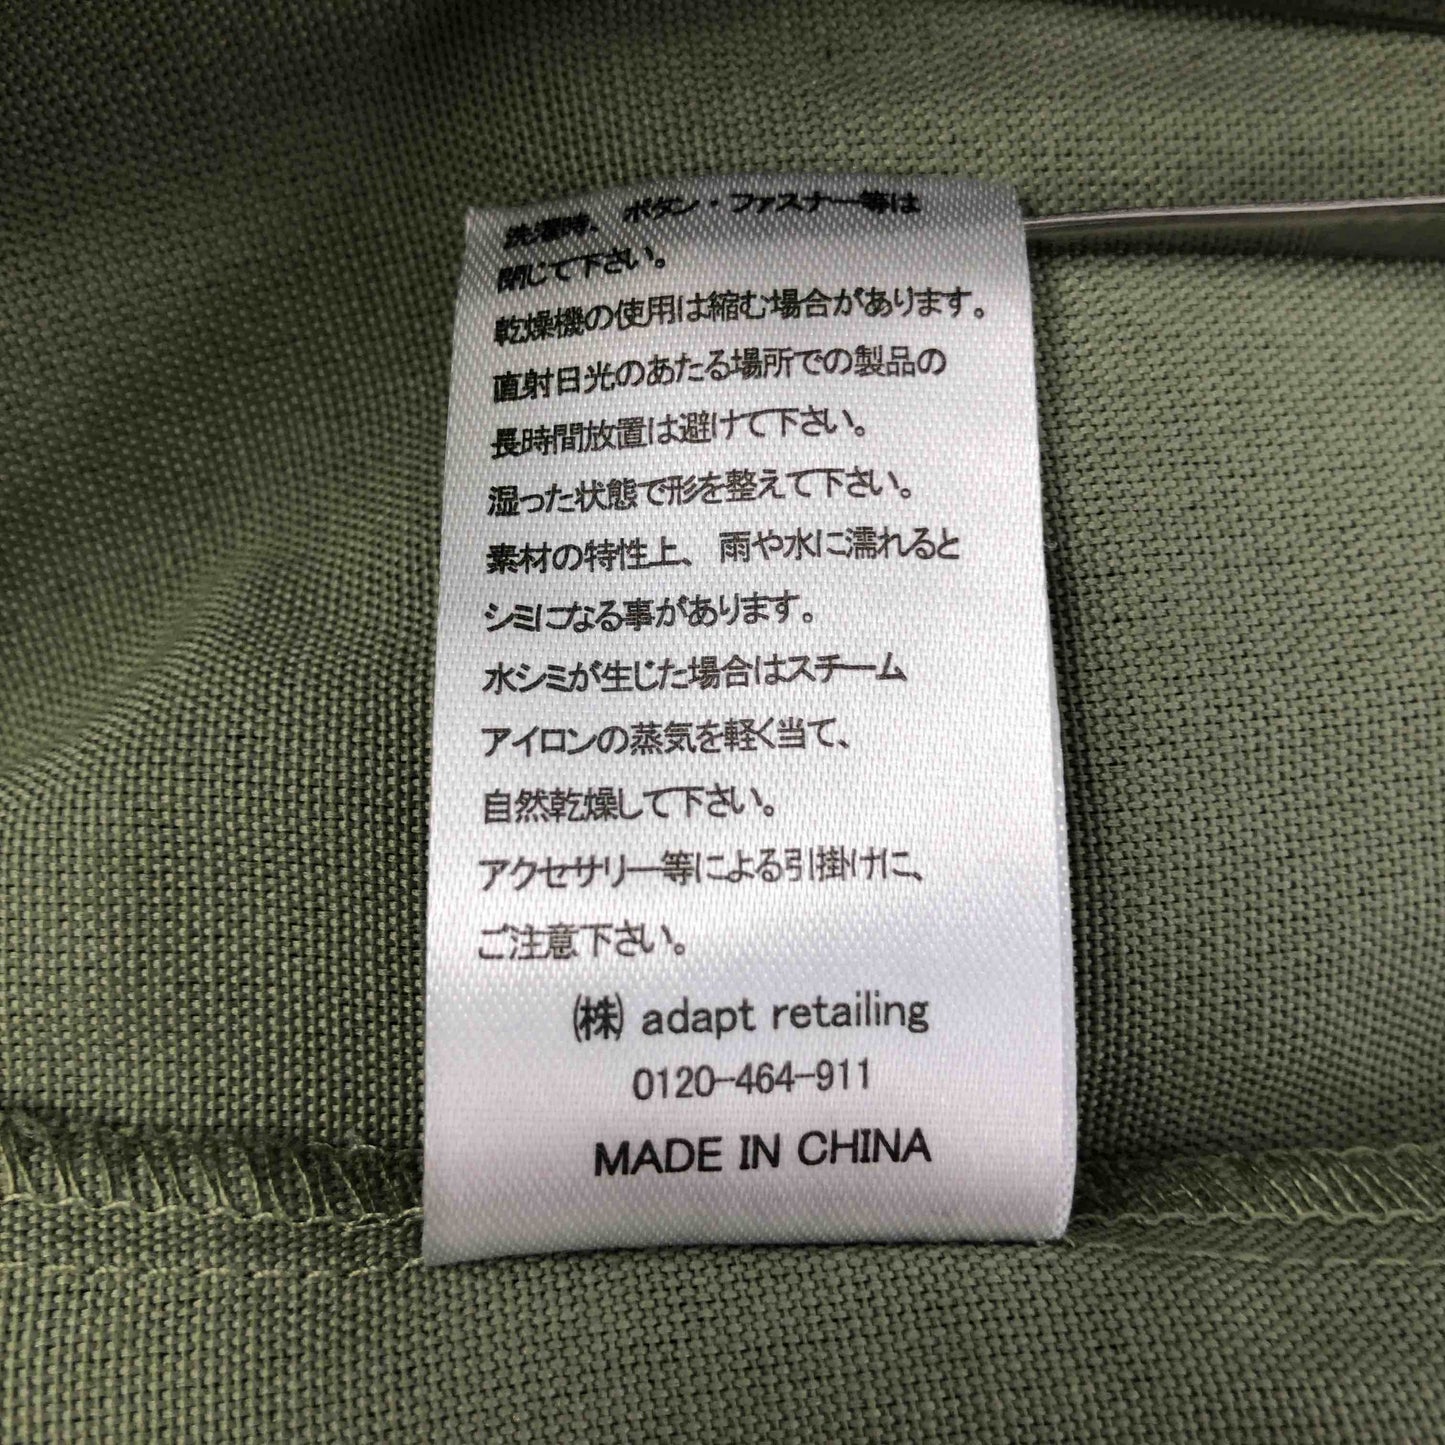 洗濯時、ボタン・ファスナー等は
閉じて下さい。
乾燥機の使用は縮む場合があります。
直射日光のあたる場所での製品の
長時間放置は避けて下さい。
湿った状態で形を整えて下さい。
素材の特性上、雨や水に濡れると
シミになる事があります。
水シミが生じた場合はスチーム
アイロンの蒸気を軽く当て、
自然乾燥して下さい。
アクセサリー等による引掛けに、
ご注意下さい。
㈱ adapt retailing
0120-464-911
MADE IN CHINA